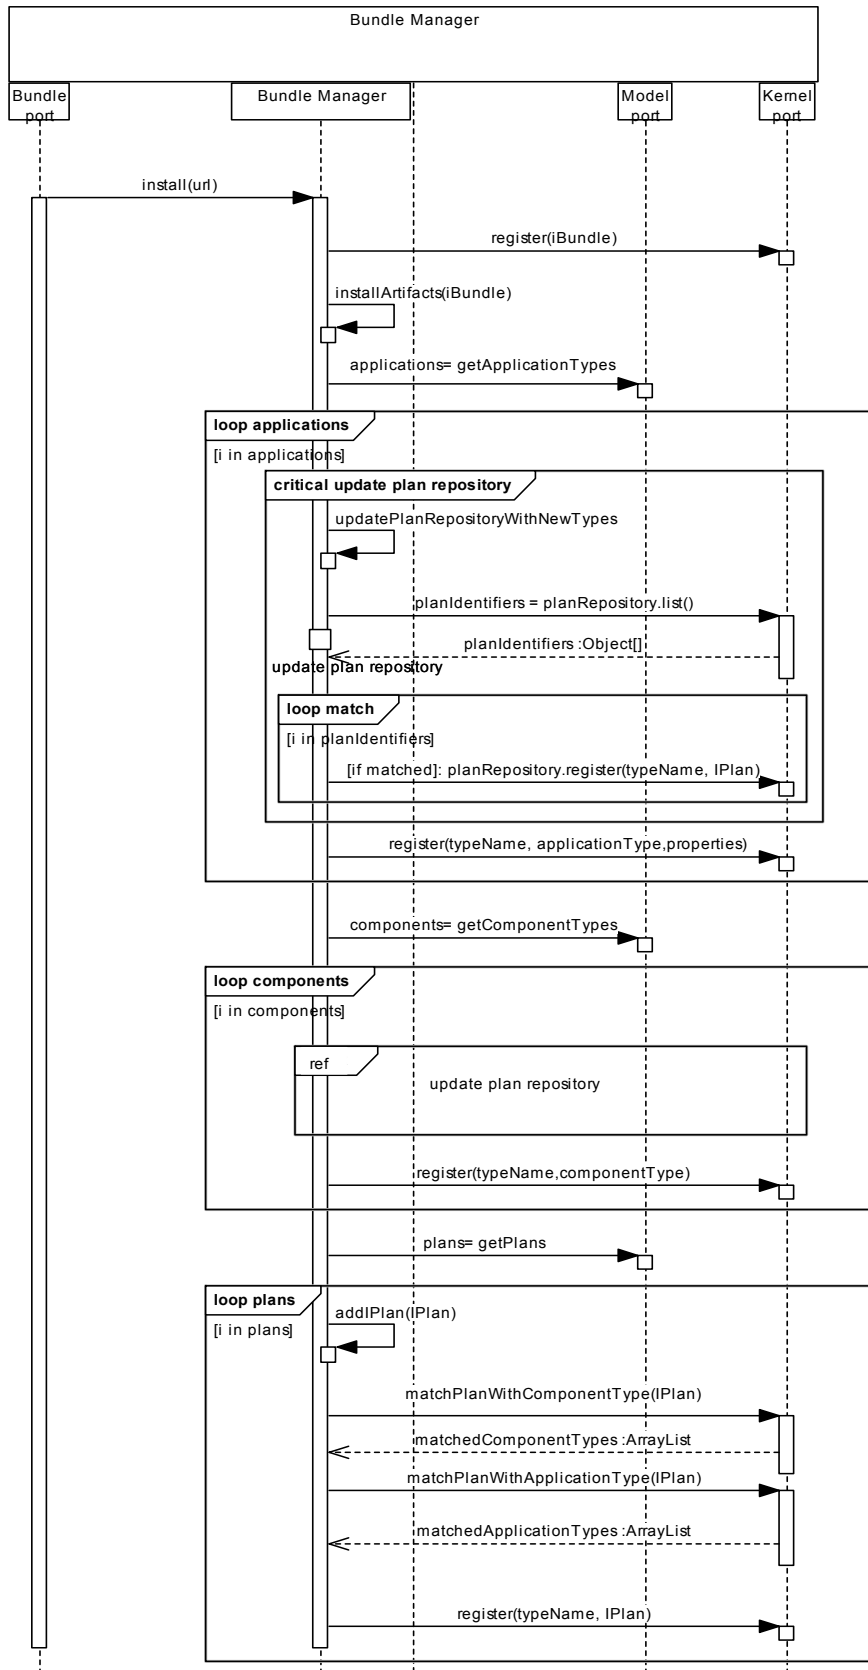 Bundle Manager
Bundle
port
Bundle Manager
Model
port
Kernel
port
install(url)
register(iBundle)
installArtifacts(iBundle)
applications= getApplicationTypes
loop applications
[i in applications]
critical update plan repository
updatePlanRepositoryWithNewTypes
planIdentifiers = planRepository.list()
planIdentifiers :Object[]
update plan repository
loop match
[i in planIdentifiers]
[if matched]: planRepository.register(typeName, IPlan)
register(typeName, applicationType,properties)
components= getComponentTypes
loop components
[i in components]
ref
update plan repository
register(typeName,componentType)
plans= getPlans
loop plans
[i in plans]
addIPlan(IPlan)
matchPlanWithComponentType(IPlan)
matchedComponentTypes :ArrayList
matchPlanWithApplicationType(IPlan)
matchedApplicationTypes :ArrayList
register(typeName, IPlan)